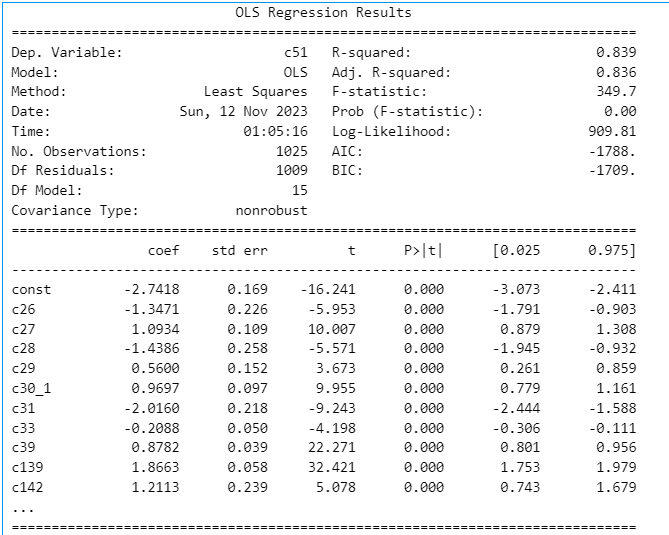 OLS Regression Results
==============================================================================
Dep. Variable: c51 R-squared: 0.839
Model: OLS Adj. R-squared: 0.836
Method: Least Squares F-statistic: 349.7
Date: Sun, 12 Nov 2023 Prob (F-statistic): 0.00
Time: 01:05:16 Log-Likelihood: 909.81
No. Observations: 1025 AIC: -1788.
Df Residuals: 1009 BIC: -1709.
Df Model: 15
Covariance Type: nonrobust
==============================================================================
coef std err t P>|t| [0.025 0.975]
------------------------------------------------------------------------------
const -2.7418 0.169 -16.241 0.000 -3.073 -2.411
c26 -1.3471 0.226 -5.953 0.000 -1.791 -0.903
c27 1.0934 0.109 10.007 0.000 0.879 1.308
c28 -1.4386 0.258 -5.571 0.000 -1.945 -0.932
c29 0.5600 0.152 3.673 0.000 0.261 0.859
c30_1 0.9697 0.097 9.955 0.000 0.779 1.161
c31 -2.0160 0.218 -9.243 0.000 -2.444 -1.588
c33 -0.2088 0.050 -4.198 0.000 -0.306 -0.111
c39 0.8782 0.039 22.271 0.000 0.801 0.956
c139 1.8663 0.058 32.421 0.000 1.753 1.979
c142 1.2113 0.239 5.078 0.000 0.743 1.679
...
==============================================================================